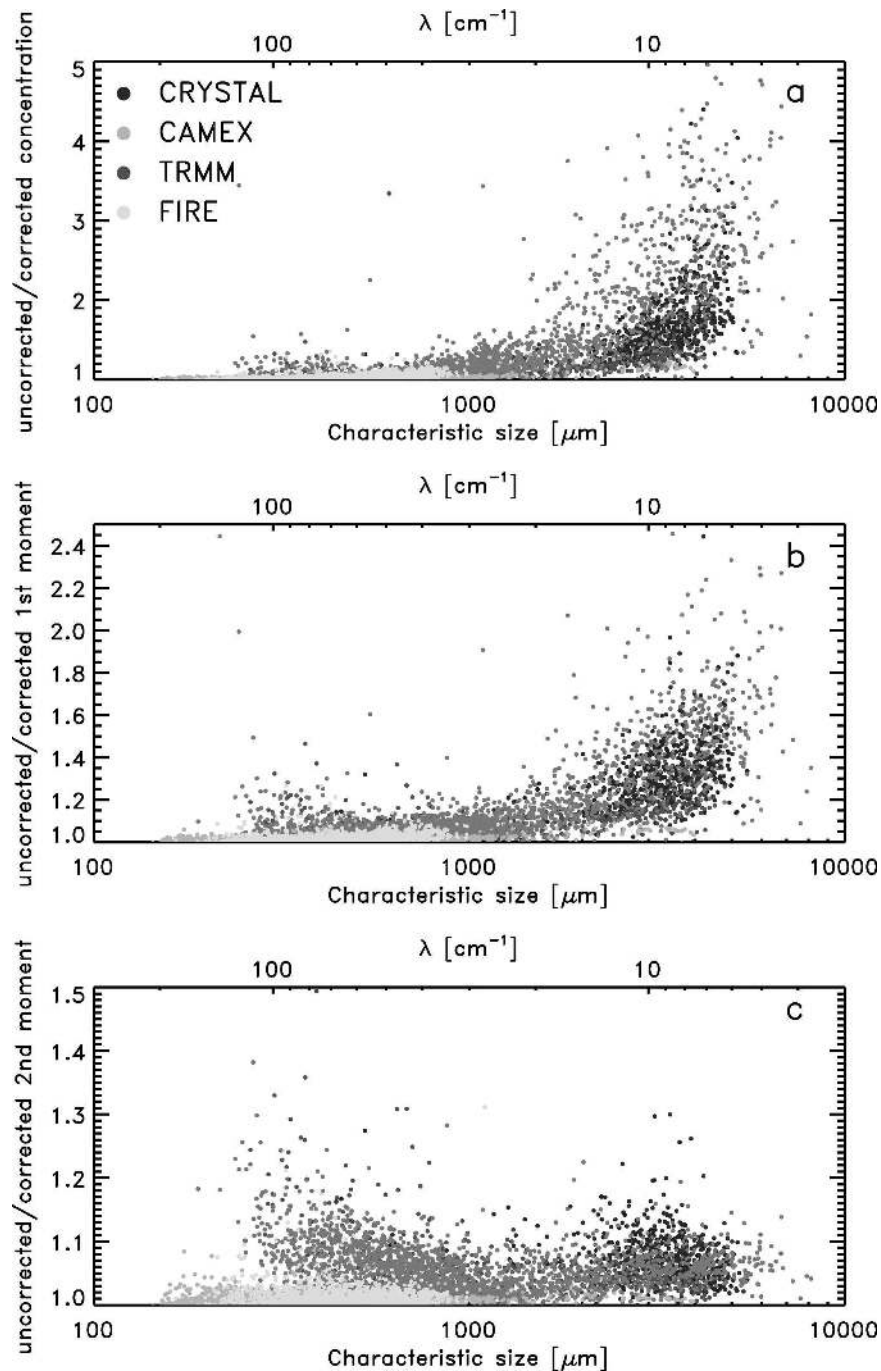 λ [cm⁻¹]
100 10
uncorrected/corrected concentration
5
4
3
2
1
a
CRYSTAL
CAMEX
TRMM
FIRE
100 1000 10000
Characteristic size [μm]
λ [cm⁻¹]
100 10
uncorrected/corrected 1st moment
2.4
2.2
2.0
1.8
1.6
1.4
1.2
1.0
b
100 1000 10000
Characteristic size [μm]
λ [cm⁻¹]
100 10
uncorrected/corrected 2nd moment
1.5
1.4
1.3
1.2
1.1
1.0
c
100 1000 10000
Characteristic size [μm]